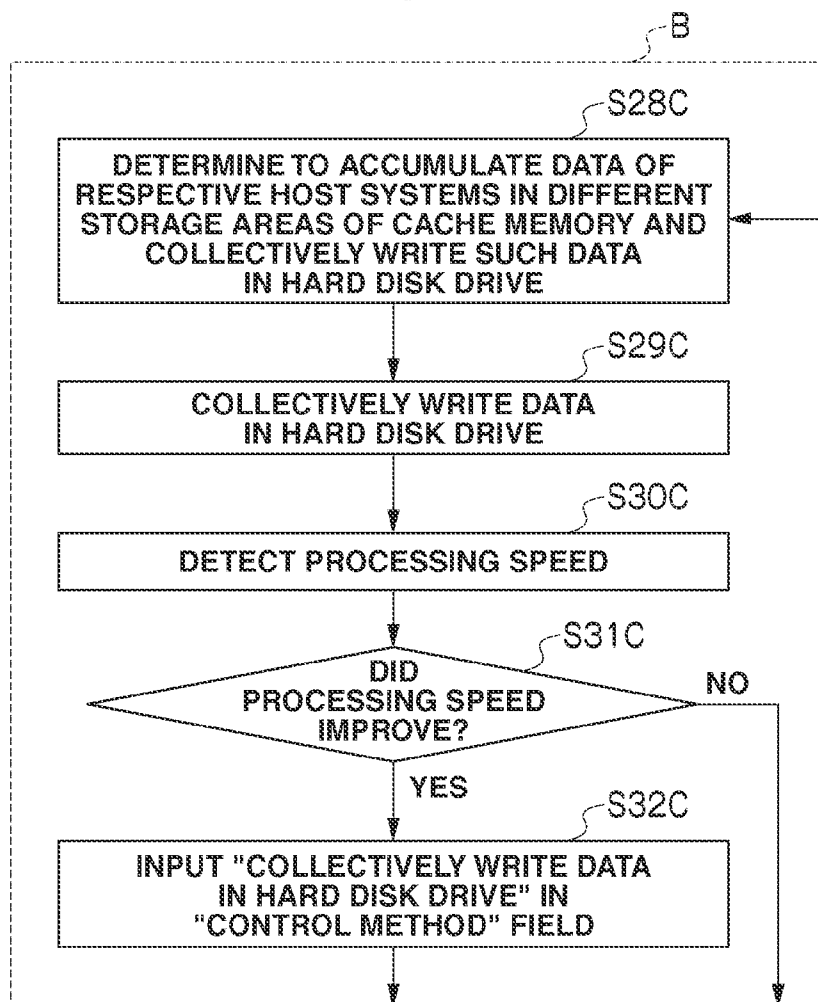 B
S28C
DETERMINE TO ACCUMULATE DATA OF
RESPECTIVE HOST SYSTEMS IN DIFFERENT
STORAGE AREAS OF CACHE MEMORY AND
COLLECTIVELY WRITE SUCH DATA
IN HARD DISK DRIVE
S29C
COLLECTIVELY WRITE DATA
IN HARD DISK DRIVE
S30C
DETECT PROCESSING SPEED
S31C
DID
PROCESSING SPEED
IMPROVE?
NO
YES
S32C
INPUT "COLLECTIVELY WRITE DATA
IN HARD DISK DRIVE" IN
"CONTROL METHOD" FIELD